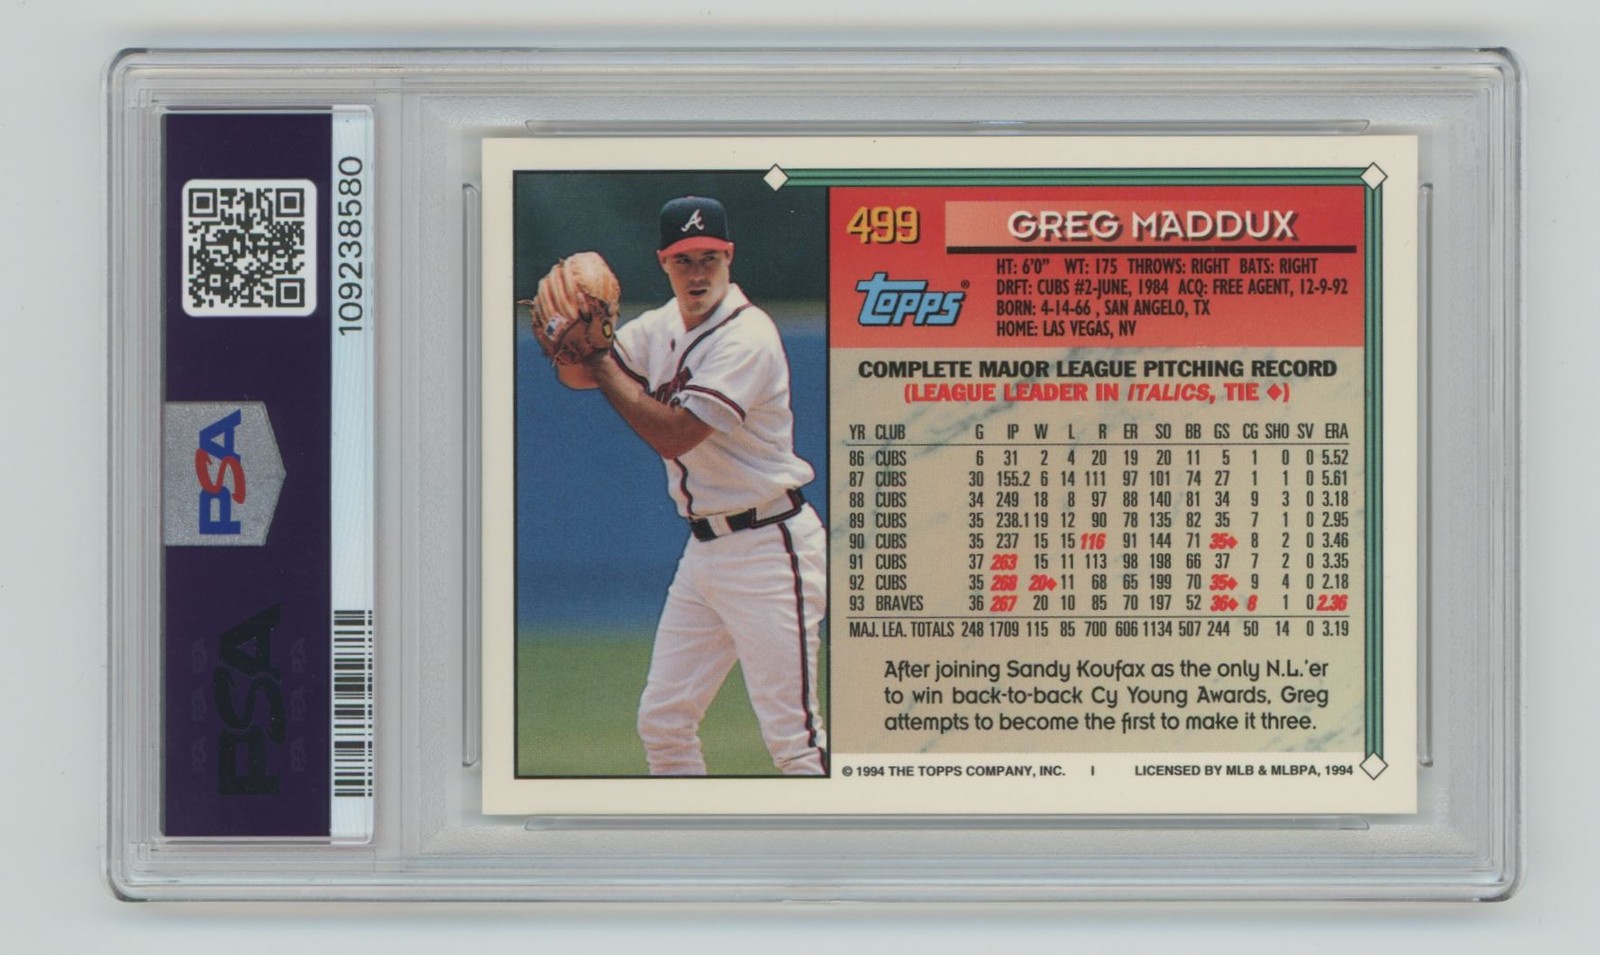 109238580
PSA
PSA
499
GREG MADDUX
Topps®
HT: 6'0" WT: 175 THROWS: RIGHT BATS: RIGHT
DRFT: CUBS #2-JUNE, 1984 ACQ: FREE AGENT, 12-9-92
BORN: 4-14-66 , SAN ANGELO, TX
HOME: LAS VEGAS, NV
COMPLETE MAJOR LEAGUE PITCHING RECORD
(LEAGUE LEADER IN ITALICS, TIE ♦)
YR CLUB G IP W L R ER SO BB GS CG SHO SV ERA
86 CUBS 6 31 2 4 20 19 20 11 5 1 0 0 5.52
87 CUBS 30 155.2 6 14 111 97 101 74 27 1 1 0 5.61
88 CUBS 34 249 18 8 97 88 140 81 34 9 3 0 3.18
89 CUBS 35 238.1 19 12 90 78 135 82 35 7 1 0 2.95
90 CUBS 35 237 15 15 116 91 144 71 35♦ 8 2 0 3.46
91 CUBS 37 263 15 11 113 98 198 66 37 7 2 0 3.35
92 CUBS 35 268 20♦ 11 68 65 199 70 35♦ 9 4 0 2.18
93 BRAVES 36 267 20 10 85 70 197 52 36♦ 8 1 0 2.36
MAJ. LEA. TOTALS 248 1709 115 85 700 606 1134 507 244 50 14 0 3.19
After joining Sandy Koufax as the only N.L.'er
to win back-to-back Cy Young Awards, Greg
attempts to become the first to make it three.
© 1994 THE TOPPS COMPANY, INC. I LICENSED BY MLB & MLBPA, 1994